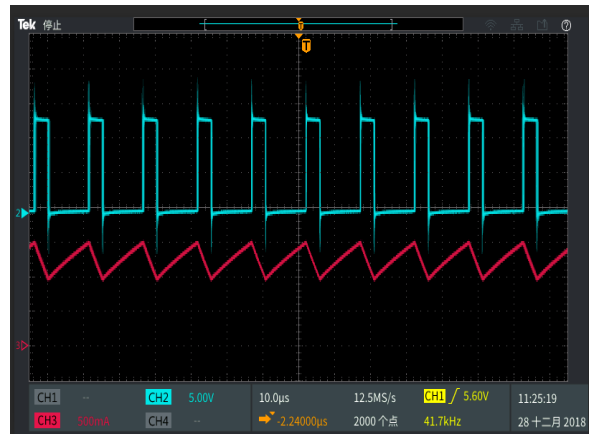 Tek 停止
T
2
3
CH1 -- CH2 5.00V 10.0μs 12.5MS/s CH1 5.60V 11:25:19
CH3 500mA CH4 -- -2.24000μs 2000 个点 41.7kHz 28 十二月 2018